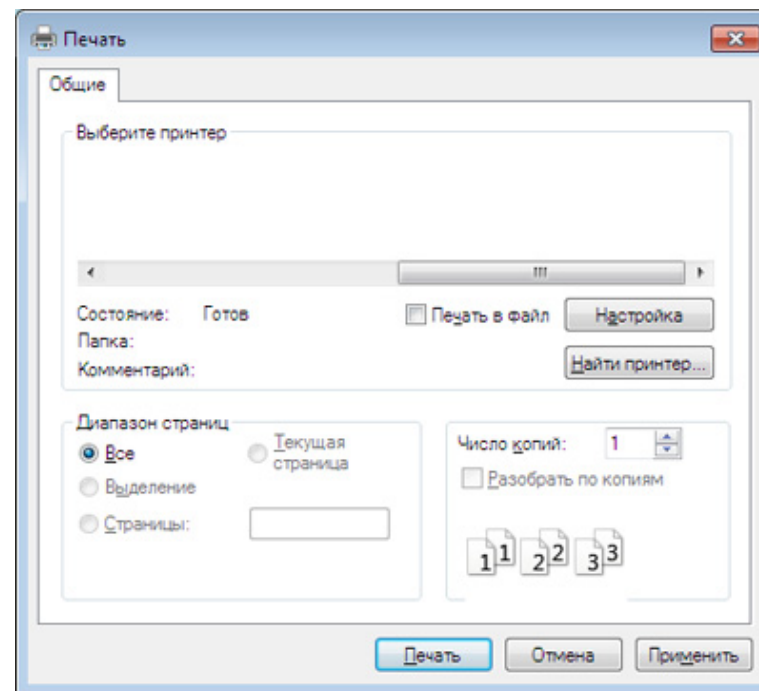 Печать
Общие
Выберите принтер
Состояние: Готов
Печать в файл
Настройка
Папка:
Комментарий:
Найти принтер...
Диапазон страниц
Все
Текущая
страница
Выделение
Страницы:
Число копий: 1
Разобрать по копиям
1 1 2 2 3 3
Печать
Отмена
Применить